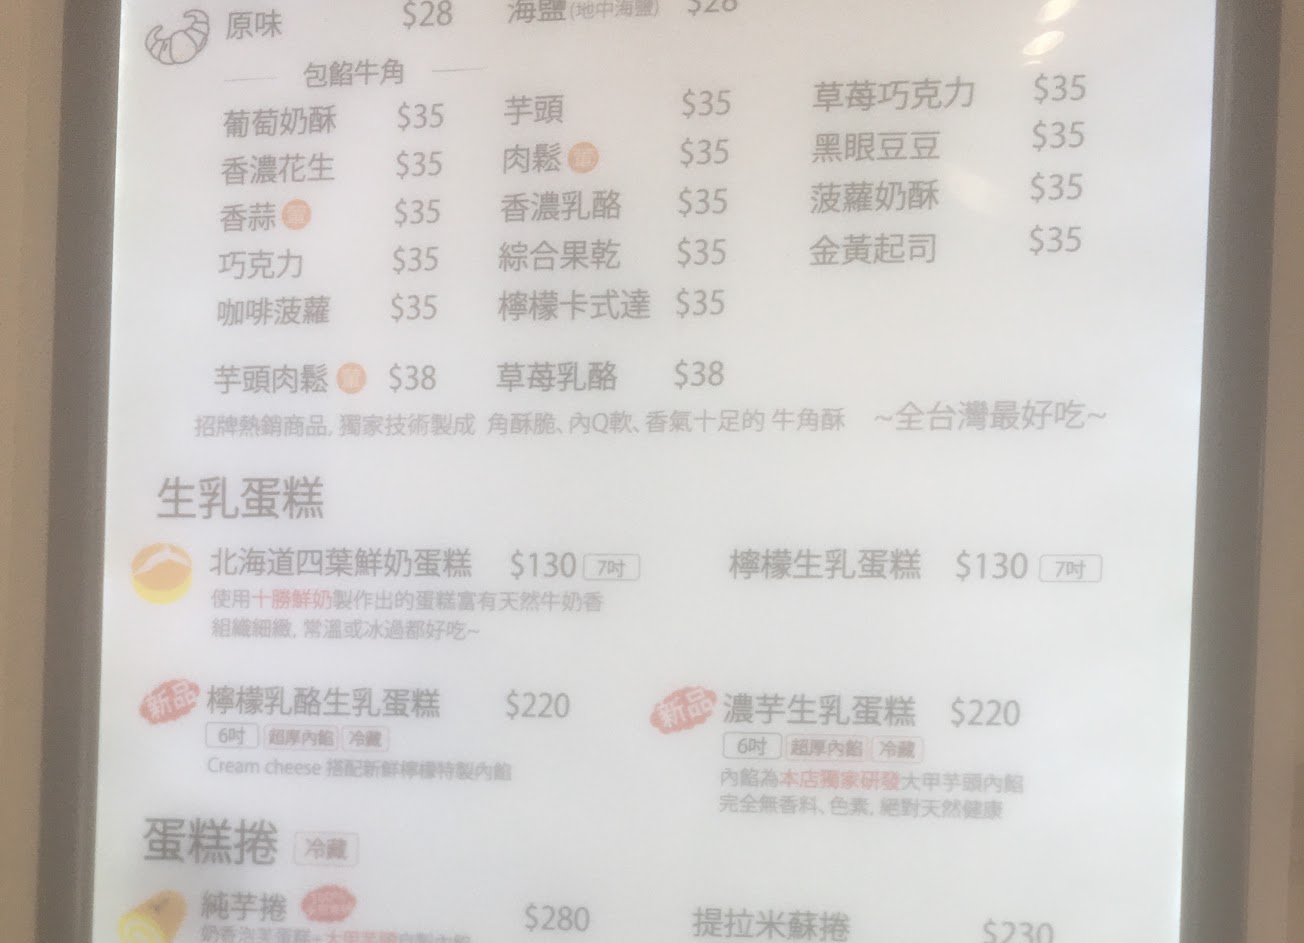 原味 $28 海鹽(地中海鹽) $28
包餡牛角
葡萄奶酥 $35 芋頭 $35 草莓巧克力 $35
香濃花生 $35 肉鬆 $35 黑眼豆豆 $35
香蒜 $35 香濃乳酪 $35 菠蘿奶酥 $35
巧克力 $35 綜合果乾 $35 金黃起司 $35
咖啡菠蘿 $35 檸檬卡式達 $35
芋頭肉鬆 $38 草莓乳酪 $38
招牌熱銷商品, 獨家技術製成 角酥脆、內Q軟、香氣十足的 牛角酥 ~全台灣最好吃~
生乳蛋糕
北海道四葉鮮奶蛋糕 $130 7吋 檸檬生乳蛋糕 $130 7吋
使用十勝鮮奶製作出的蛋糕富有天然牛奶香
組織細緻, 常溫或冰過都好吃~
新品 檸檬乳酪生乳蛋糕 $220 新品 濃芋生乳蛋糕 $220
6吋 超厚內餡 冷藏 6吋 超厚內餡 冷藏
Cream cheese 搭配新鮮檸檬特製內餡 內餡為本店獨家研發大甲芋頭內餡
完全無香料、色素, 絕對天然健康
蛋糕捲 冷藏
純芋捲 $280 提拉米蘇捲 $230